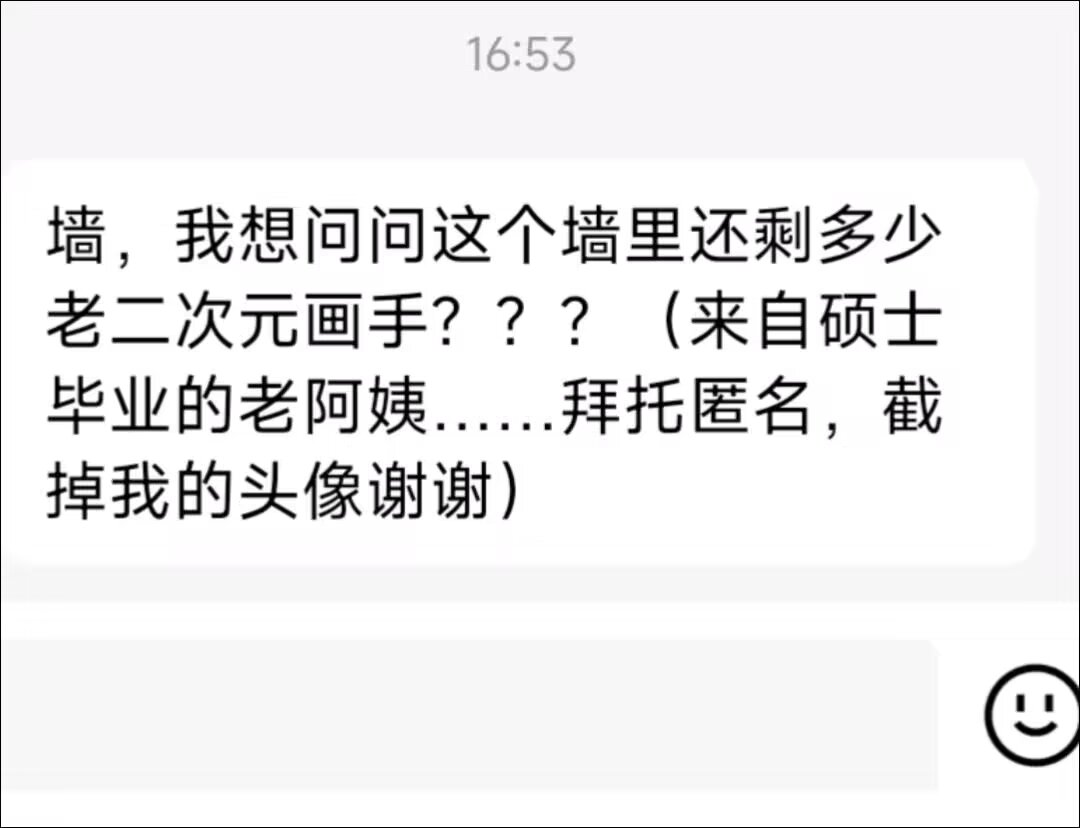 16:53
墙，我想问问这个墙里还剩多少
老二次元画手？？？（来自硕士
毕业的老阿姨……拜托匿名，截
掉我的头像谢谢）